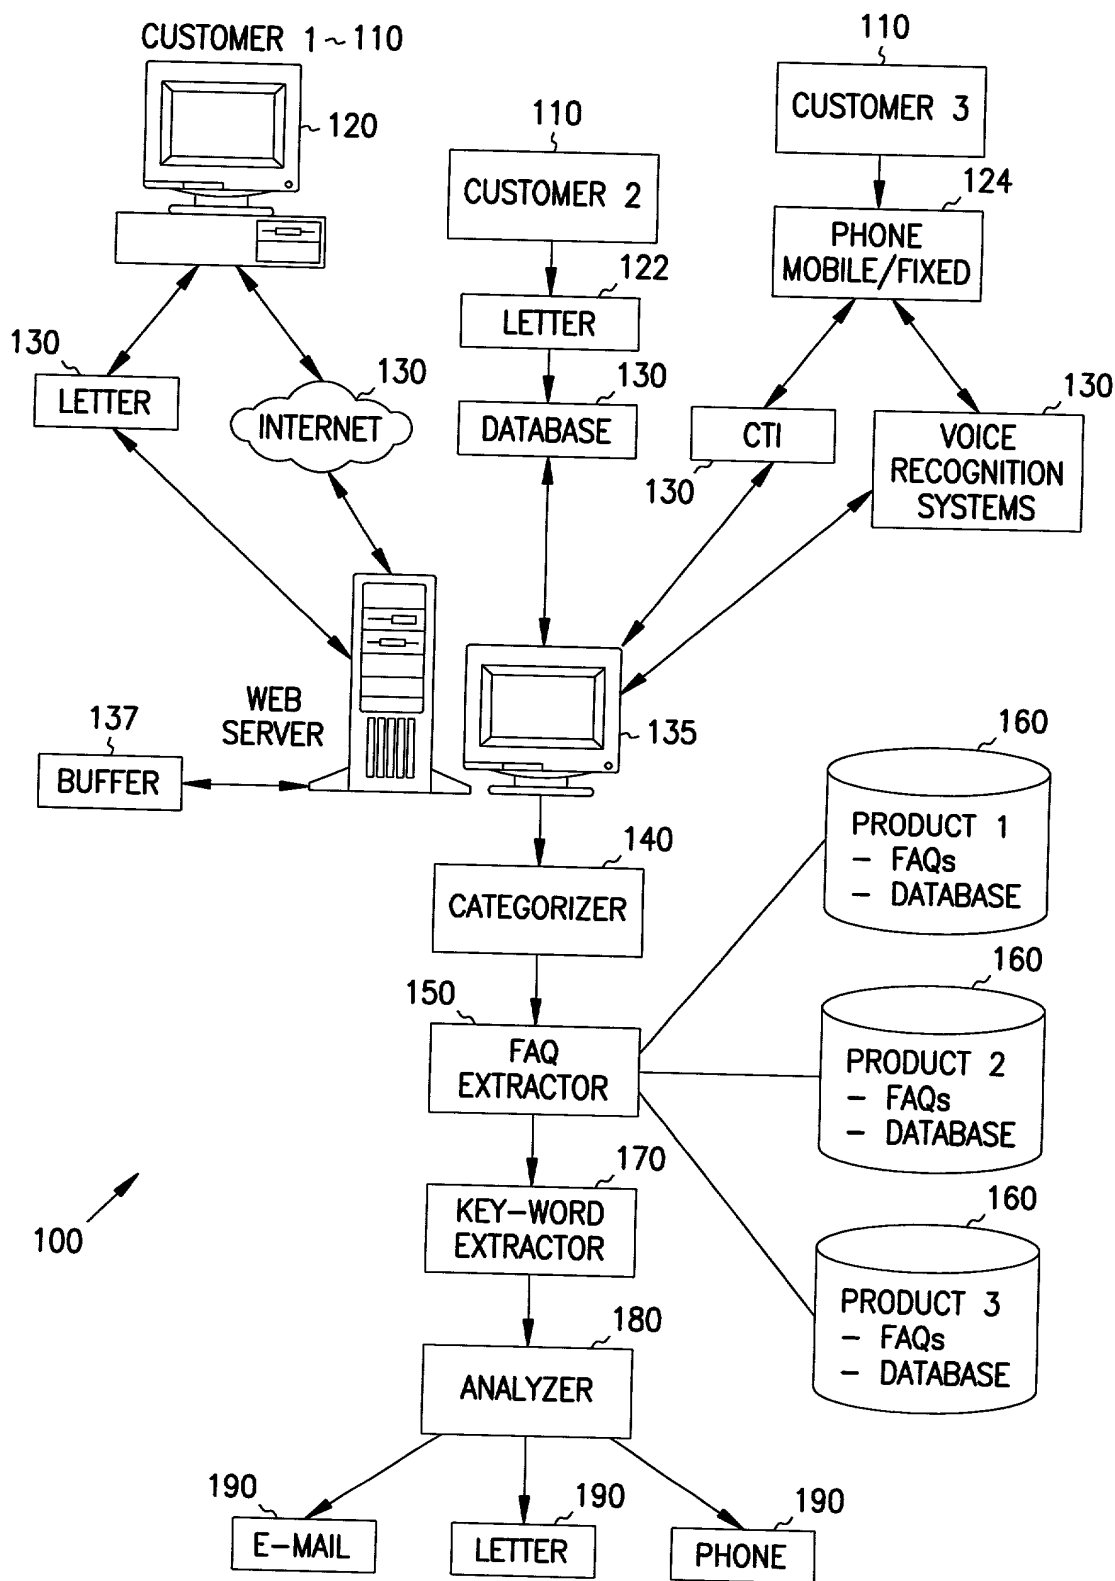 CUSTOMER 1~110
120
110
CUSTOMER 2
110
CUSTOMER 3
124
PHONE
MOBILE/FIXED
122
LETTER
130
LETTER
130
INTERNET
130
DATABASE
CTI
130
130
VOICE
RECOGNITION
SYSTEMS
WEB
SERVER
135
137
BUFFER
140
CATEGORIZER
150
FAQ
EXTRACTOR
160
PRODUCT 1
- FAQs
- DATABASE
160
PRODUCT 2
- FAQs
- DATABASE
170
KEY-WORD
EXTRACTOR
160
PRODUCT 3
- FAQs
- DATABASE
100
180
ANALYZER
190
E-MAIL
190
LETTER
190
PHONE